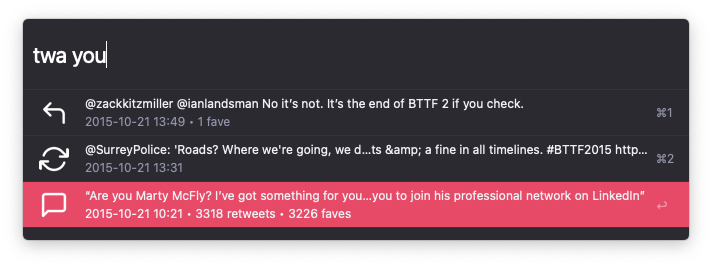 twa you
@zackkitzmiller @ianlandsman No it’s not. It’s the end of BTTF 2 if you check.
2015-10-21 13:49 • 1 fave
⌘1
@SurreyPolice: 'Roads? Where we're going, we d...ts &amp; a fine in all timelines. #BTTF2015 http...
2015-10-21 13:31
⌘2
“Are you Marty McFly? I’ve got something for you...you to join his professional network on LinkedIn”
2015-10-21 10:21 • 3318 retweets • 3226 faves
↩